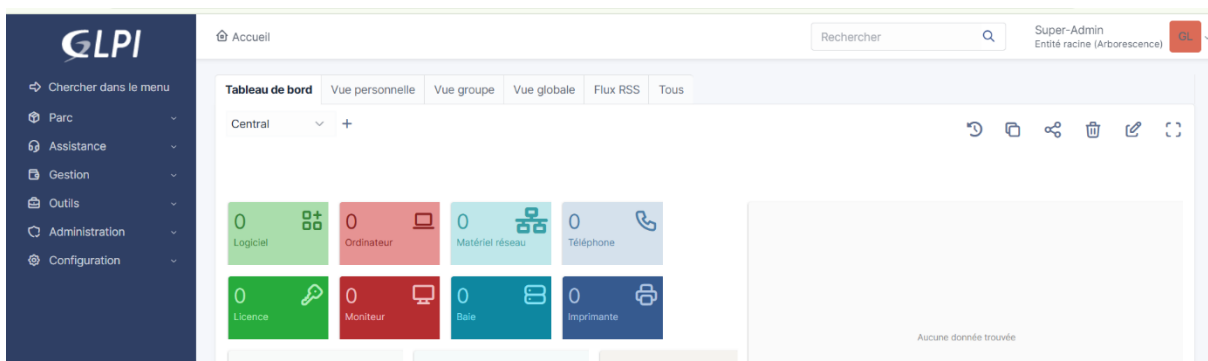 GLPI
Accueil
Rechercher
Super-Admin
Entité racine (Arborescence)
GL
Chercher dans le menu
Parc
Assistance
Gestion
Outils
Administration
Configuration
Tableau de bord Vue personnelle Vue groupe Vue globale Flux RSS Tous
Central
0 0 0 0
Logiciel Ordinateur Matériel réseau Téléphone
0 0 0 0
Licence Moniteur Baie Imprimante
Aucune donnée trouvée